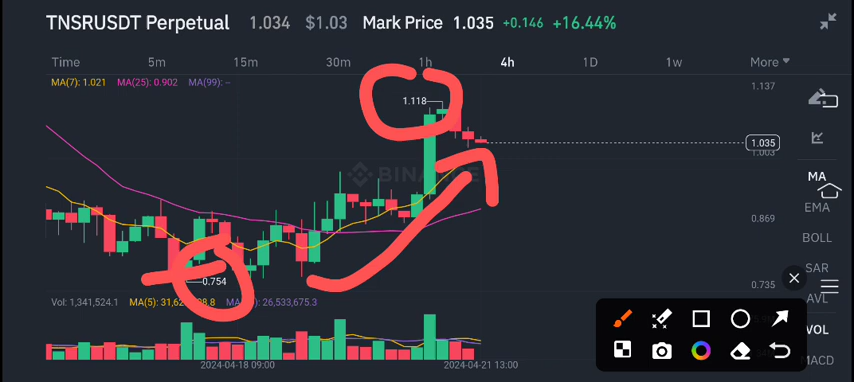 TNSRUSDT Perpetual 1.034 $1.03 Mark Price 1.035 +0.146 +16.44%
Time 5m 15m 30m 1h 4h 1D 1w More
MA(7): 1.021 MA(25): 0.902 MA(99): –
1.137
1.118
1.035
1.003
MA
EMA
0.869
BOLL
SAR
0.754
0.735
AVL
Vol: 1,341,524.1 26,533,675.3
VOL
MACD
2024-04-18 09:00 2024-04-21 13:00